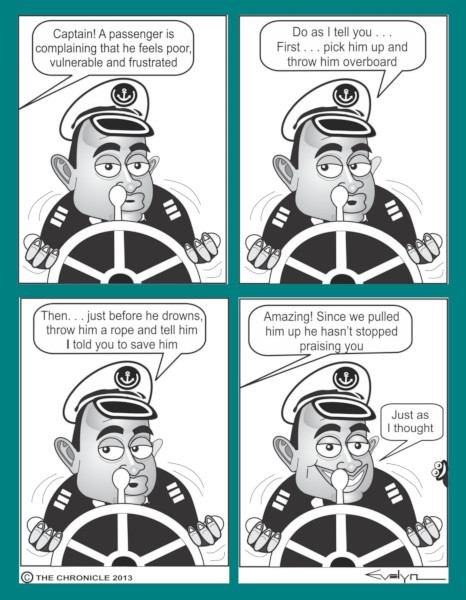 Captain! A passenger is
complaining that he feels poor,
vulnerable and frustrated
Do as I tell you . . .
First . . . pick him up and
throw him overboard
Then. . . just before he drowns,
throw him a rope and tell him
I told you to save him
Amazing! Since we pulled
him up he hasn't stopped
praising you
Just as
I thought
© THE CHRONICLE 2013
Evelyn